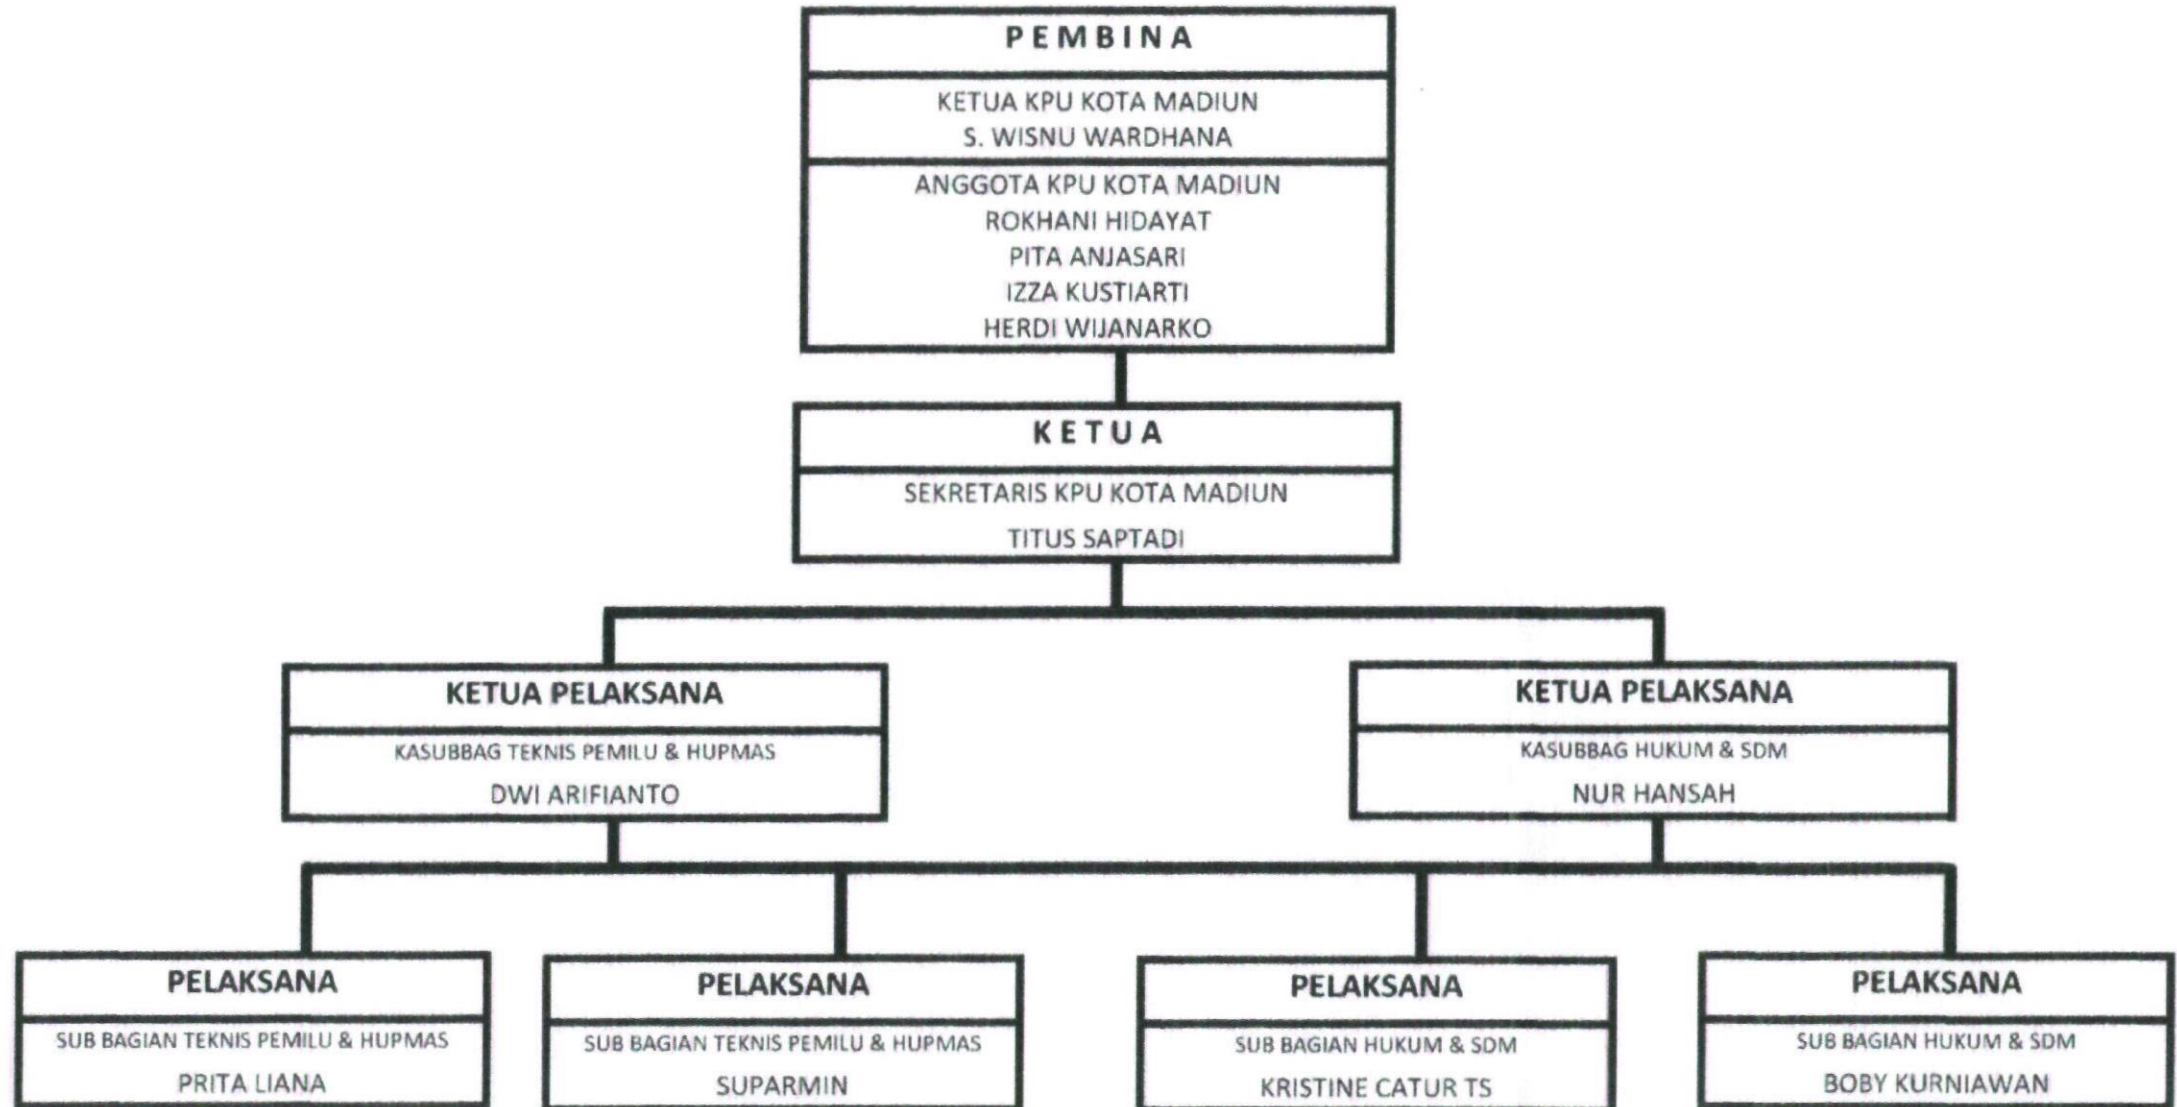 PEMBINA
KETUA KPU KOTA MADIUN
S. WISNU WARDHANA
ANGGOTA KPU KOTA MADIUN
ROKHANI HIDAYAT
PITA ANJASARI
IZZA KUSTIARTI
HERDI WIJANARKO
KETUA
SEKRETARIS KPU KOTA MADIUN
TITUS SAPTADI
KETUA PELAKSANA
KASUBBAG TEKNIS PEMILU & HUPMAS
DWI ARIFIANTO
KETUA PELAKSANA
KASUBBAG HUKUM & SDM
NUR HANSAH
PELAKSANA
SUB BAGIAN TEKNIS PEMILU & HUPMAS
PRITA LIANA
PELAKSANA
SUB BAGIAN TEKNIS PEMILU & HUPMAS
SUPARMIN
PELAKSANA
SUB BAGIAN HUKUM & SDM
KRISTINE CATUR TS
PELAKSANA
SUB BAGIAN HUKUM & SDM
BOBY KURNIAWAN